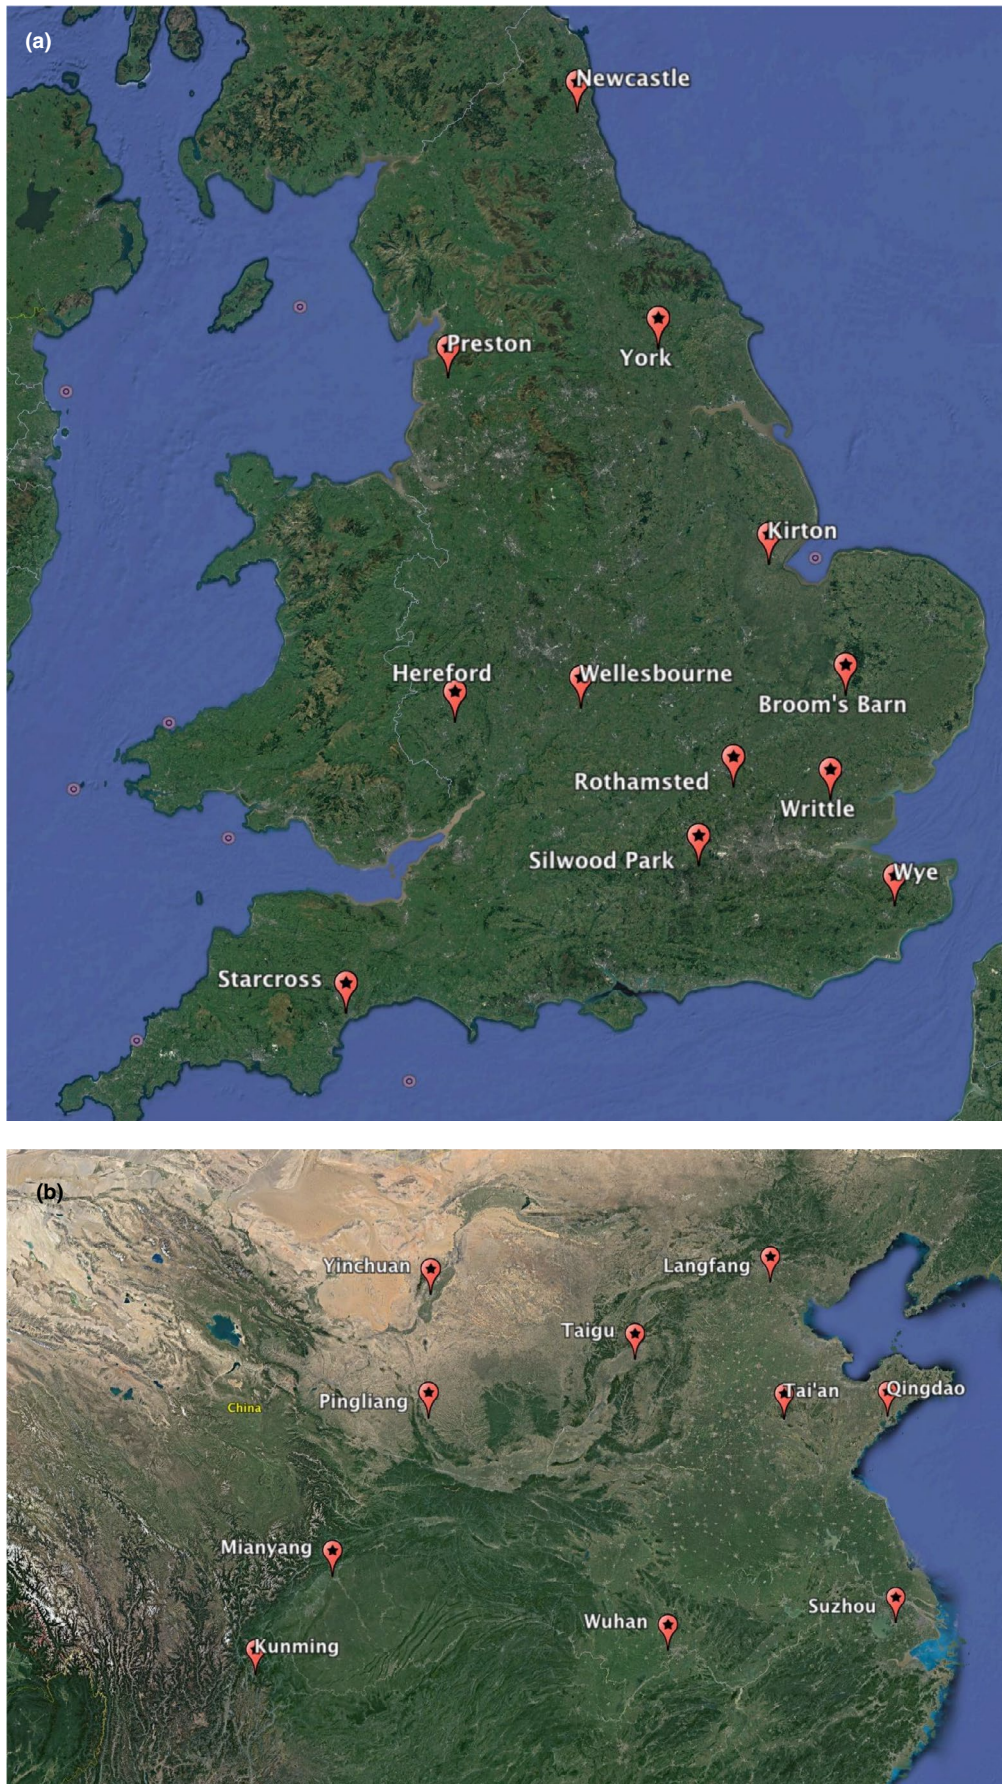 (a)
Newcastle
Preston
York
Kirton
Hereford
Wellesbourne
Broom's Barn
Rothamsted
Writtle
Silwood Park
Wye
Starcross
(b)
Yinchuan
Langfang
Taigu
Pingliang
Tai'an
Qingdao
China
Mianyang
Suzhou
Wuhan
Kunming